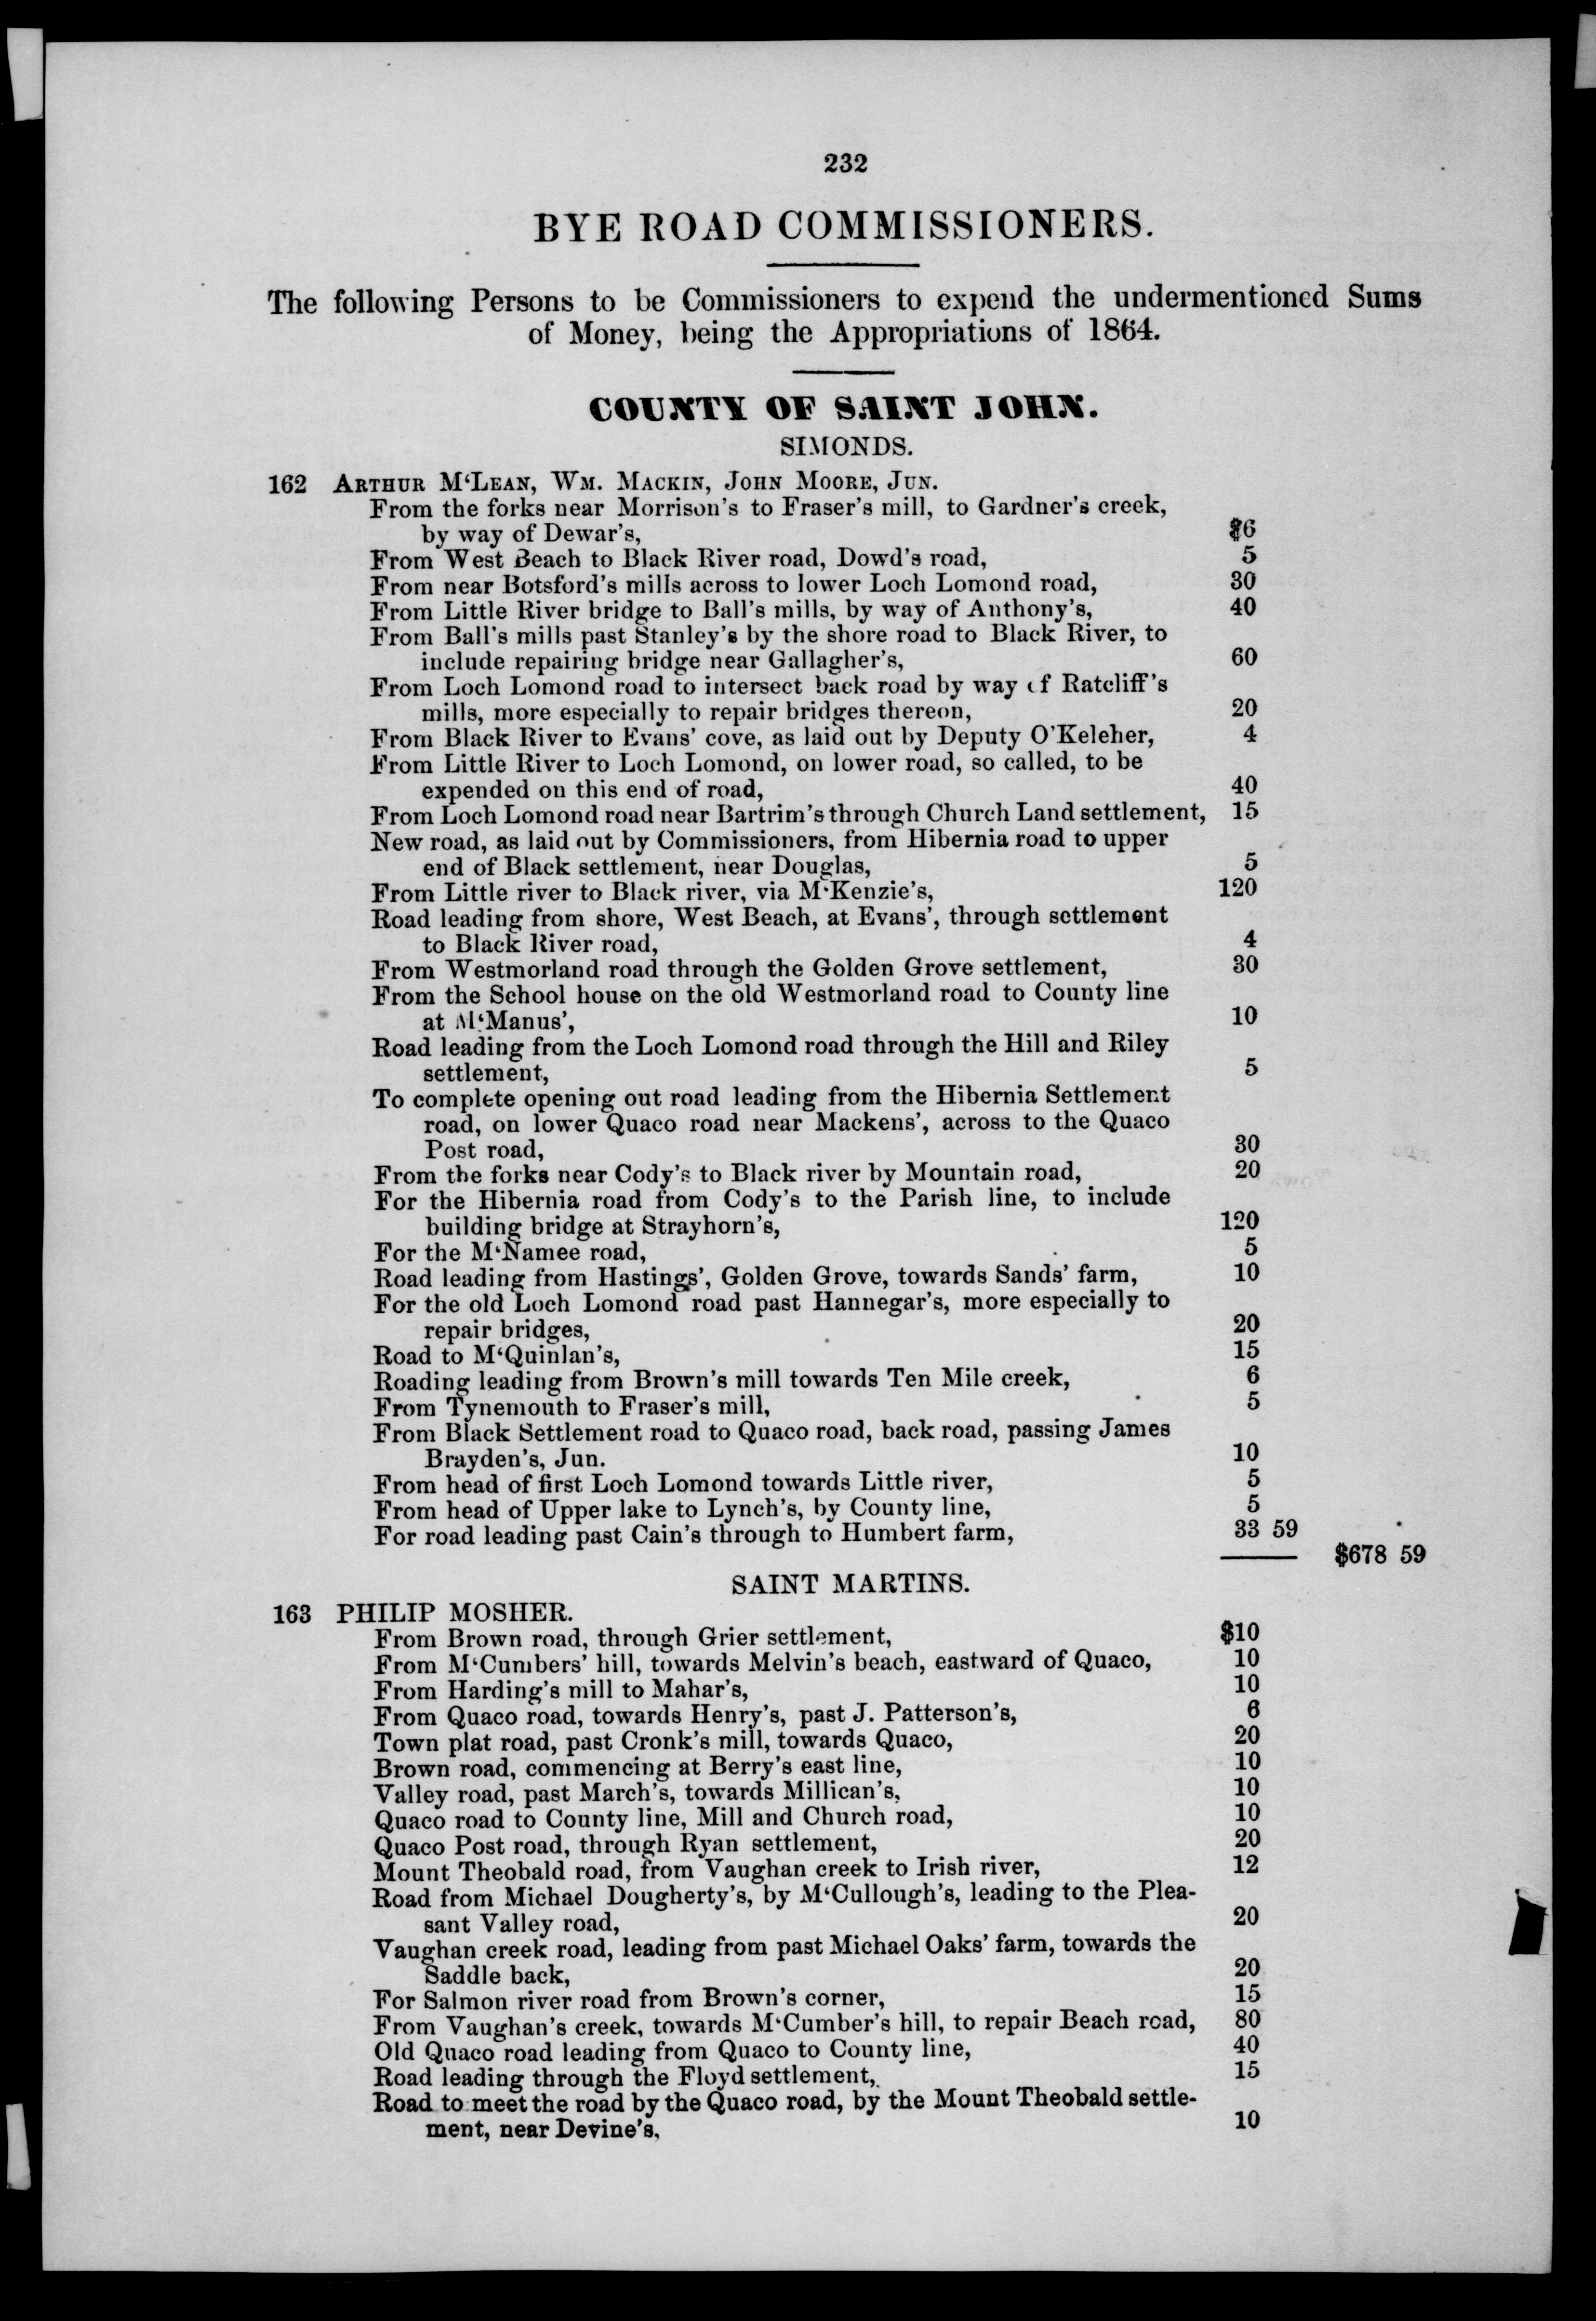 232
BYE ROAD COMMISSIONERS.
The following Persons to be Commissioners to expend the undermentioned Sums
of Money, being the Appropriations of 1864.
COUNTY OF SAINT JOHN.
SIMONDS.
162 ARTHUR M‘LEAN, WM. MACKIN, JOHN MOORE, JUN.
From the forks near Morrison's to Fraser's mill, to Gardner's creek,
by way of Dewar's, $6
From West Beach to Black River road, Dowd's road, 5
From near Botsford's mills across to lower Loch Lomond road, 30
From Little River bridge to Ball's mills, by way of Anthony's, 40
From Ball's mills past Stanley's by the shore road to Black River, to
include repairing bridge near Gallagher's, 60
From Loch Lomond road to intersect back road by way of Ratcliff's
mills, more especially to repair bridges thereon, 20
From Black River to Evans' cove, as laid out by Deputy O'Keleher, 4
From Little River to Loch Lomond, on lower road, so called, to be
expended on this end of road, 40
From Loch Lomond road near Bartrim's through Church Land settlement, 15
New road, as laid out by Commissioners, from Hibernia road to upper
end of Black settlement, near Douglas, 5
From Little river to Black river, via M‘Kenzie's, 120
Road leading from shore, West Beach, at Evans', through settlement
to Black River road, 4
From Westmorland road through the Golden Grove settlement, 30
From the School house on the old Westmorland road to County line
at M‘Manus', 10
Road leading from the Loch Lomond road through the Hill and Riley
settlement, 5
To complete opening out road leading from the Hibernia Settlement
road, on lower Quaco road near Mackens', across to the Quaco
Post road, 30
From the forks near Cody's to Black river by Mountain road, 20
For the Hibernia road from Cody's to the Parish line, to include
building bridge at Strayhorn's, 120
For the M‘Namee road, 5
Road leading from Hastings', Golden Grove, towards Sands' farm, 10
For the old Loch Lomond road past Hannegar's, more especially to
repair bridges, 20
Road to M‘Quinlan's, 15
Roading leading from Brown's mill towards Ten Mile creek, 6
From Tynemouth to Fraser's mill, 5
From Black Settlement road to Quaco road, back road, passing James
Brayden's, Jun. 10
From head of first Loch Lomond towards Little river, 5
From head of Upper lake to Lynch's, by County line, 5
For road leading past Cain's through to Humbert farm, 33 59
$678 59
SAINT MARTINS.
163 PHILIP MOSHER.
From Brown road, through Grier settlement, $10
From M‘Cumbers' hill, towards Melvin's beach, eastward of Quaco, 10
From Harding's mill to Mahar's, 10
From Quaco road, towards Henry's, past J. Patterson's, 6
Town plat road, past Cronk's mill, towards Quaco, 20
Brown road, commencing at Berry's east line, 10
Valley road, past March's, towards Millican's, 10
Quaco road to County line, Mill and Church road, 10
Quaco Post road, through Ryan settlement, 20
Mount Theobald road, from Vaughan creek to Irish river, 12
Road from Michael Dougherty's, by M‘Cullough's, leading to the Plea-
sant Valley road, 20
Vaughan creek road, leading from past Michael Oaks' farm, towards the
Saddle back, 20
For Salmon river road from Brown's corner, 15
From Vaughan's creek, towards M‘Cumber's hill, to repair Beach road, 80
Old Quaco road leading from Quaco to County line, 40
Road leading through the Floyd settlement, 15
Road to meet the road by the Quaco road, by the Mount Theobald settle-
ment, near Devine's, 10